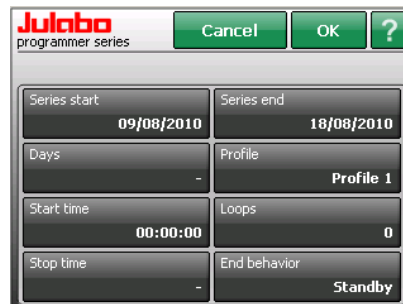 Julabo
programmer series
Cancel
OK
?
Series start
09/08/2010
Series end
18/08/2010
Days
-
Profile
Profile 1
Start time
00:00:00
Loops
0
Stop time
-
End behavior
Standby